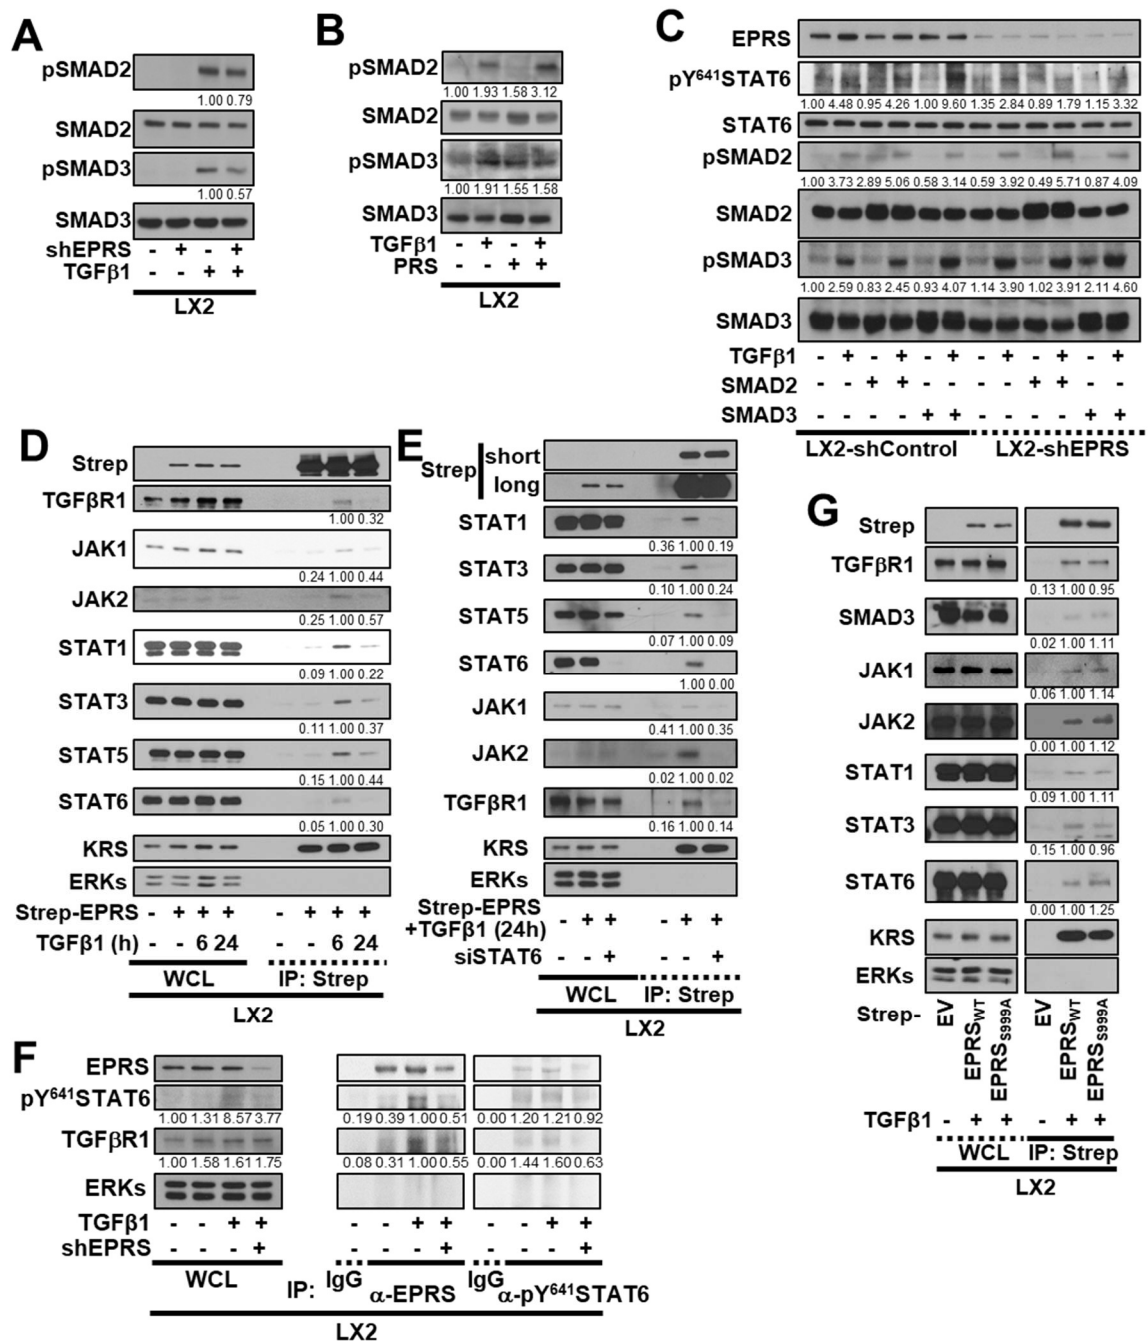 A
pSMAD2
1.00 0.79
SMAD2
pSMAD3
1.00 0.57
SMAD3
shEPRS - + - +
TGFβ1 - - + +
LX2
B
pSMAD2
1.00 1.93 1.58 3.12
SMAD2
pSMAD3
1.00 1.91 1.55 1.58
SMAD3
TGFβ1 - + - +
PRS - - + +
LX2
C
EPRS
pY641STAT6
1.00 4.48 0.95 4.26 1.00 9.60 1.35 2.84 0.89 1.79 1.15 3.32
STAT6
pSMAD2
1.00 3.73 2.89 5.06 0.58 3.14 0.59 3.92 0.49 5.71 0.87 4.09
SMAD2
pSMAD3
1.00 2.59 0.83 2.45 0.93 4.07 1.14 3.90 1.02 3.91 2.11 4.60
SMAD3
TGFβ1 - + - + - + - + - + - +
SMAD2 - - + + - - - - + + - -
SMAD3 - - - - + + - - - - + +
LX2-shControl LX2-shEPRS
D
Strep
TGFβR1
1.00 0.32
JAK1
0.24 1.00 0.44
JAK2
0.25 1.00 0.57
STAT1
0.09 1.00 0.22
STAT3
0.11 1.00 0.37
STAT5
0.15 1.00 0.44
STAT6
0.05 1.00 0.30
KRS
ERKs
Strep-EPRS - + + + - + + +
TGFβ1 (h) - - 6 24 - - 6 24
WCL IP: Strep
LX2
E
Strep short
long
STAT1
0.36 1.00 0.19
STAT3
0.10 1.00 0.24
STAT5
0.07 1.00 0.09
STAT6
1.00 0.00
JAK1
0.41 1.00 0.35
JAK2
0.02 1.00 0.02
TGFβR1
0.16 1.00 0.14
KRS
ERKs
Strep-EPRS
+TGFβ1 (24h) - + + - + +
siSTAT6 - - + - - +
WCL IP: Strep
LX2
F
EPRS
pY641STAT6
1.00 1.31 8.57 3.77 0.19 0.39 1.00 0.51 0.00 1.20 1.21 0.92
TGFβR1
1.00 1.58 1.61 1.75 0.08 0.31 1.00 0.55 0.00 1.44 1.60 0.63
ERKs
TGFβ1 - - + + - - + + - - + +
shEPRS - - - + - - - + - - - +
WCL IP: IgG α-EPRS IgG α-pY641STAT6
LX2
G
Strep
TGFβR1
0.13 1.00 0.95
SMAD3
0.02 1.00 1.11
JAK1
0.06 1.00 1.14
JAK2
0.00 1.00 1.12
STAT1
0.09 1.00 1.11
STAT3
0.15 1.00 0.96
STAT6
0.00 1.00 1.25
KRS
ERKs
Strep- EV EPRSWT EPRSS999A EV EPRSWT EPRSS999A
TGFβ1 - + + - + +
WCL IP: Strep
LX2